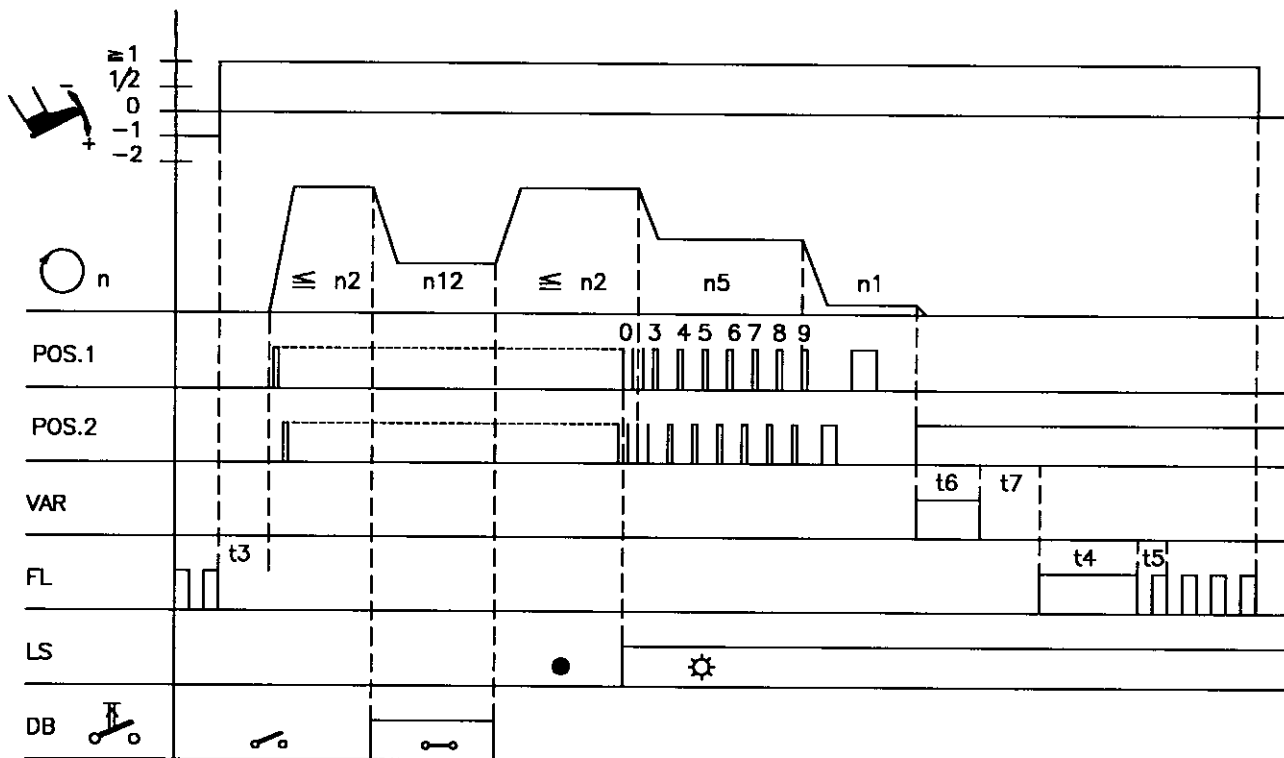 ≧ 1
1/2
0
-1
-2
- +
n
≦ n2 n12 ≦ n2 n5 n1
0 3 4 5 6 7 8 9
POS.1
POS.2
t6 t7
VAR
t3 t4 t5
FL
LS
DB